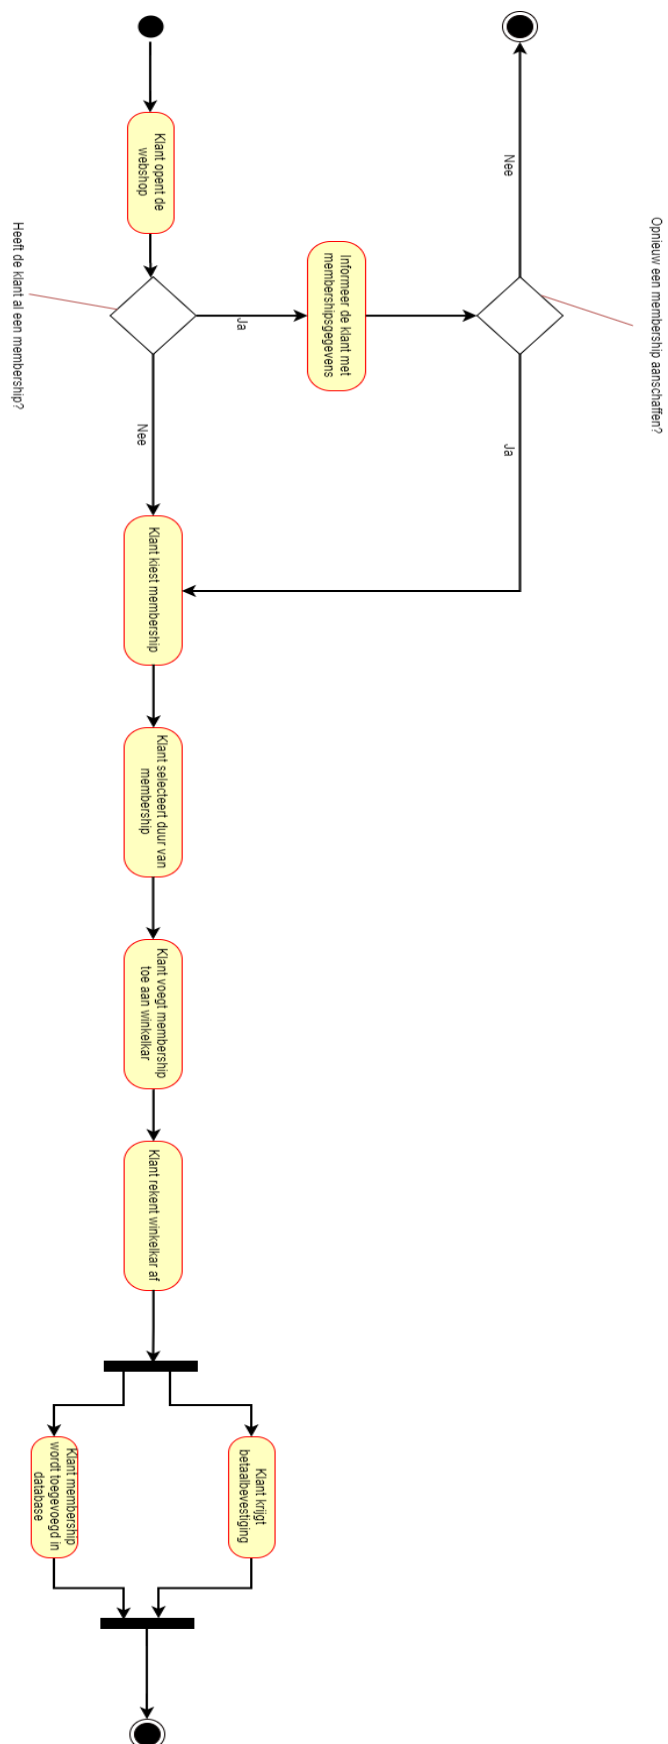 Klant opent de
webshop
Heeft de klant al een membership?
Ja
Informeer de klant met
membershipsgegevens
Opnieuw een membership aanschaffen?
Nee
Ja
Nee
Klant kiest membership
Klant selecteert duur van
membership
Klant voegt membership
toe aan winkelkar
Klant rekent winkelkar af
Klant krijgt
betaalbevestiging
Klant membership
wordt toegevoegd in
database